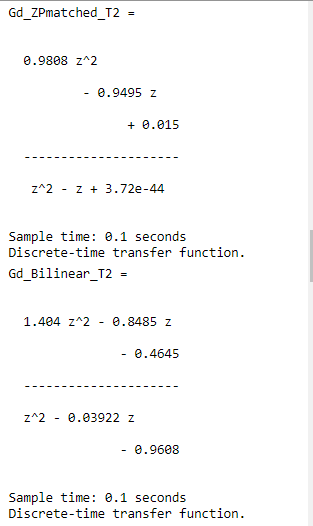 Gd_ZPmatched_T2 =
0.9808 z^2
- 0.9495 z
+ 0.015
---------------------
z^2 - z + 3.72e-44
Sample time: 0.1 seconds
Discrete-time transfer function.
Gd_Bilinear_T2 =
1.404 z^2 - 0.8485 z
- 0.4645
---------------------
z^2 - 0.03922 z
- 0.9608
Sample time: 0.1 seconds
Discrete-time transfer function.